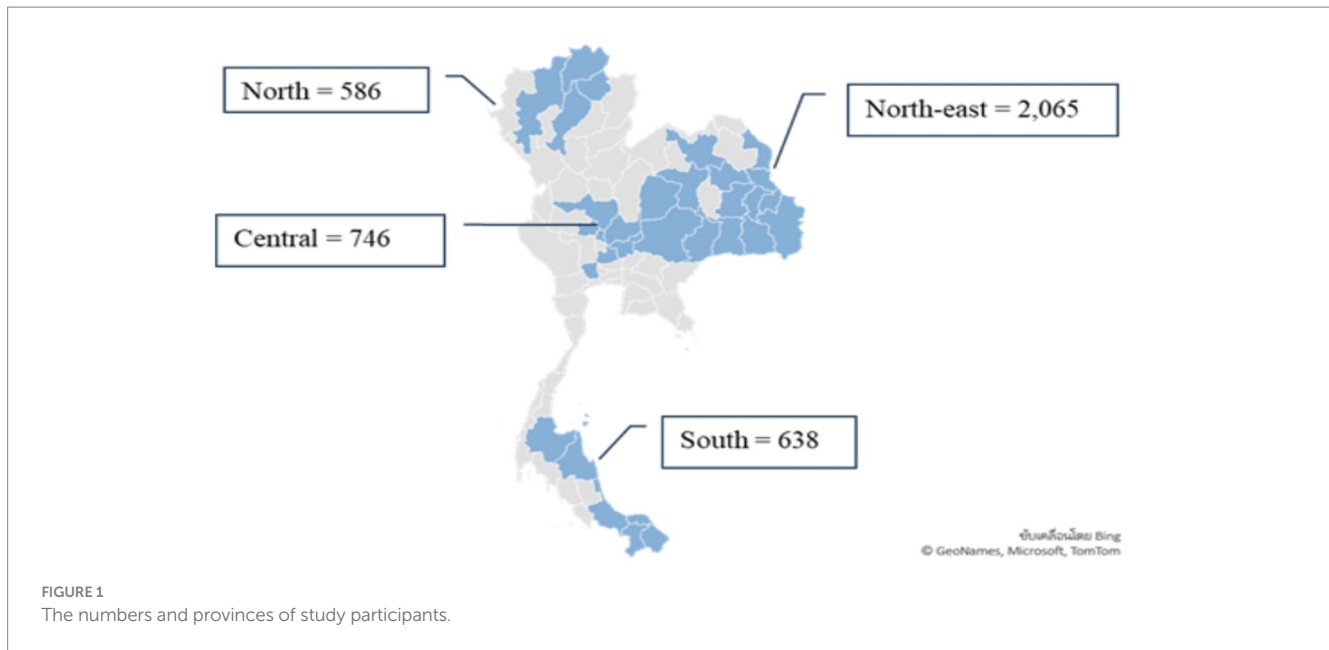 North = 586
North-east = 2,065
Central = 746
South = 638
ขับเคลื่อนโดย Bing
© GeoNames, Microsoft, TomTom
FIGURE 1
The numbers and provinces of study participants.